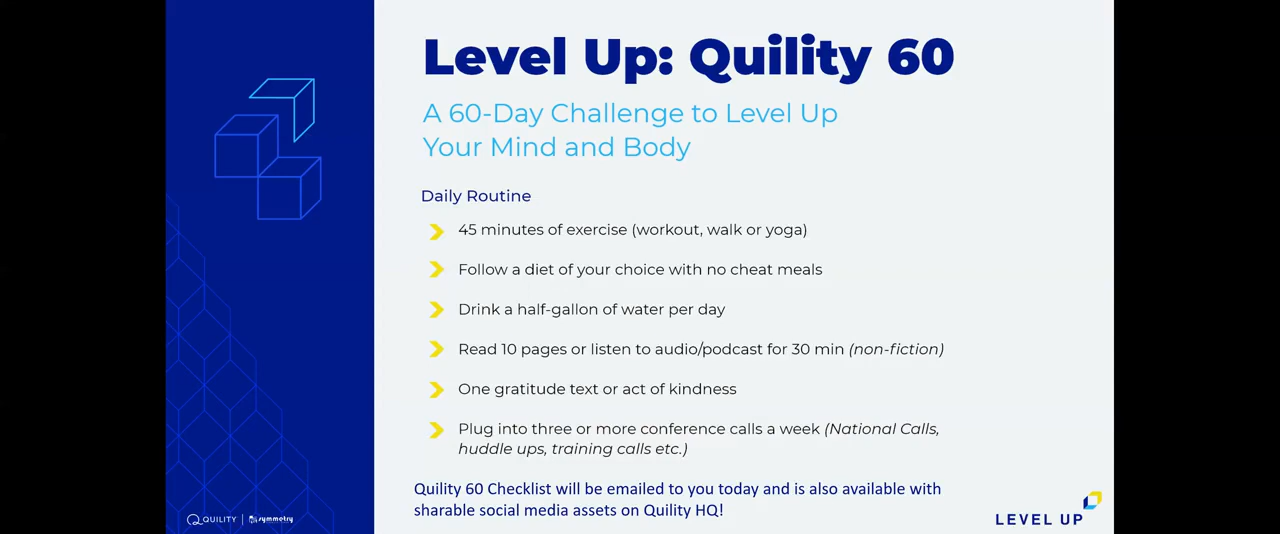 Level Up: Quility 60
A 60-Day Challenge to Level Up
Your Mind and Body
Daily Routine
45 minutes of exercise (workout, walk or yoga)
Follow a diet of your choice with no cheat meals
Drink a half-gallon of water per day
Read 10 pages or listen to audio/podcast for 30 min (non-fiction)
One gratitude text or act of kindness
Plug into three or more conference calls a week (National Calls,
huddle ups, training calls etc.)
Quility 60 Checklist will be emailed to you today and is also available with
sharable social media assets on Quility HQ!
QUILITY | symmetry
LEVEL UP